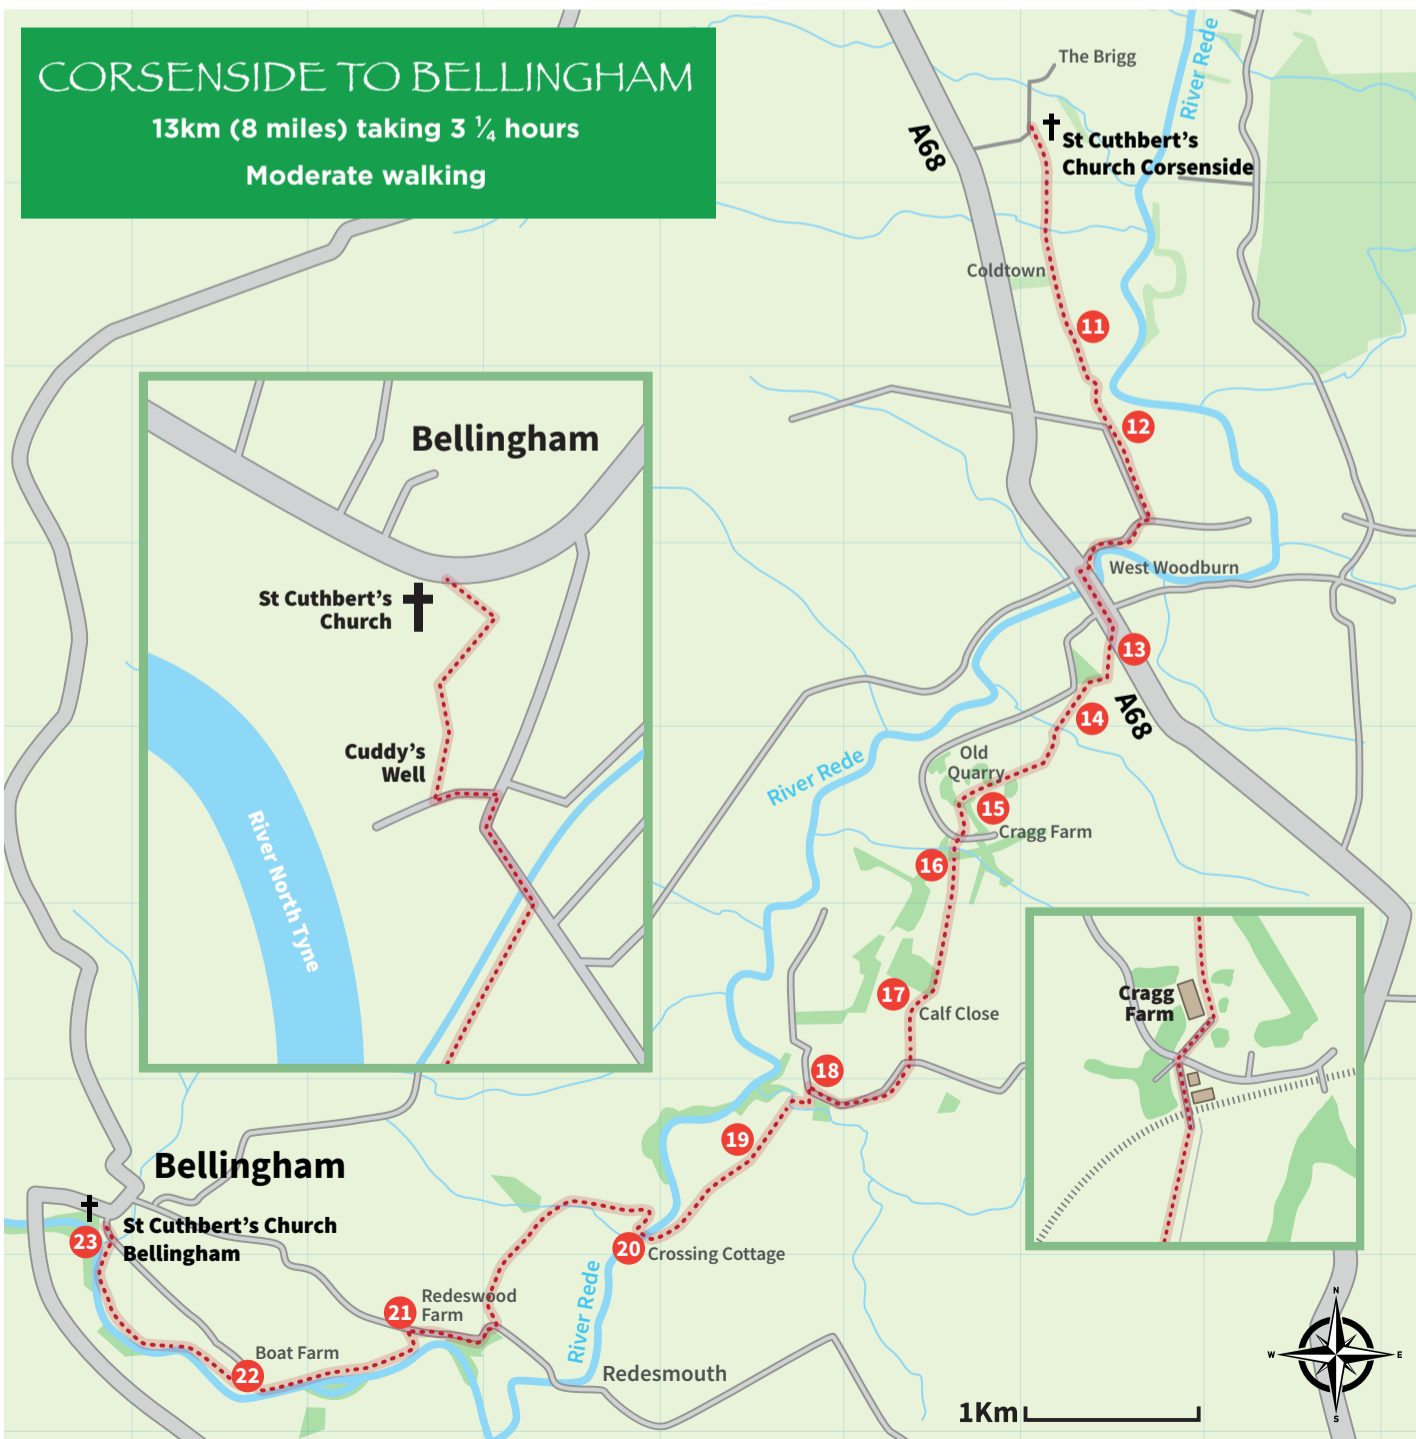 CORSENSIDE TO BELLINGHAM
13km (8 miles) taking 3 ¼ hours
Moderate walking
The Brigg
River Rede
A68
St Cuthbert's
Church Corsenside
Coldtown
11
12
West Woodburn
13
A68
14
Old
Quarry
15
Cragg Farm
16
River Rede
17
Calf Close
18
19
20
Crossing Cottage
River Rede
Redesmouth
Redeswood
Farm
21
Boat Farm
22
23
Bellingham
St Cuthbert's Church
Bellingham
Bellingham
St Cuthbert's
Church
Cuddy's
Well
River North Tyne
Cragg
Farm
N
W
E
S
1Km